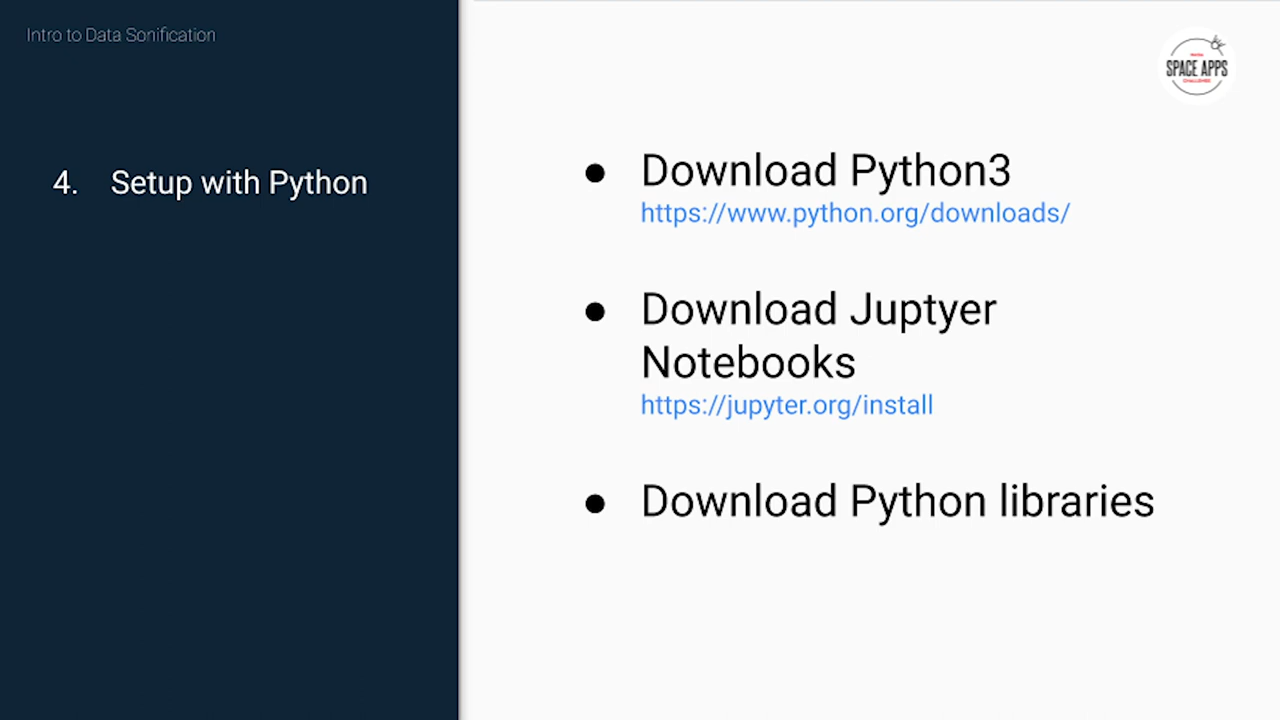 Intro to Data Sonification
SPACE APPS
CHALLENGE
4. Setup with Python
● Download Python3
https://www.python.org/downloads/
● Download Juptyer
Notebooks
https://jupyter.org/install
● Download Python libraries